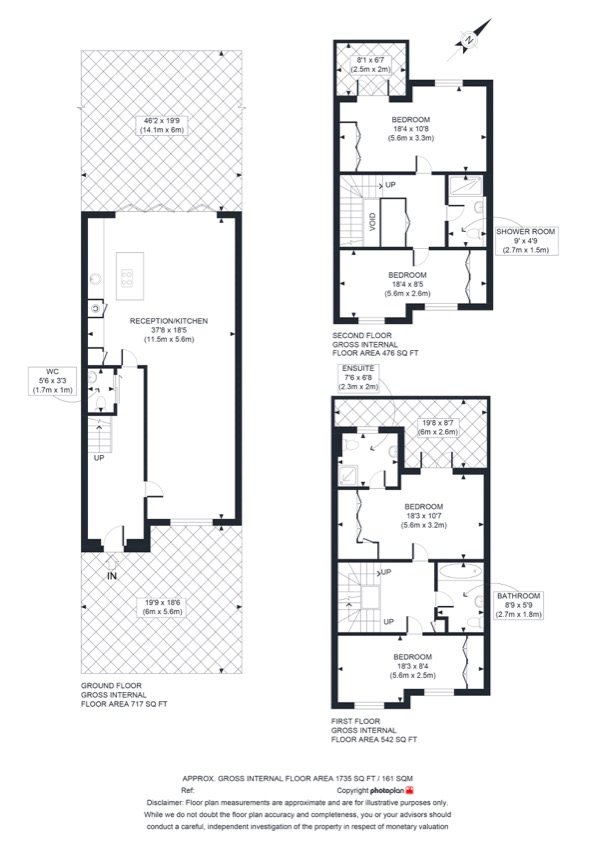 N
8'1 x 6'7
(2.5m x 2m)
46'2 x 19'9
(14.1m x 6m)
BEDROOM
18'4 x 10'8
(5.6m x 3.3m)
UP
VOID
SHOWER ROOM
9' x 4'9
(2.7m x 1.5m)
BEDROOM
18'4 x 8'5
(5.6m x 2.6m)
RECEPTION/KITCHEN
37'8 x 18'5
(11.5m x 5.6m)
SECOND FLOOR
GROSS INTERNAL
FLOOR AREA 476 SQ FT
WC
5'6 x 3'3
(1.7m x 1m)
ENSUITE
7'6 x 6'8
(2.3m x 2m)
19'8 x 8'7
(6m x 2.6m)
UP
BEDROOM
18'3 x 10'7
(5.6m x 3.2m)
IN
UP
BATHROOM
8'9 x 5'9
(2.7m x 1.8m)
19'9 x 18'6
(6m x 5.6m)
UP
BEDROOM
18'3 x 8'4
(5.6m x 2.5m)
GROUND FLOOR
GROSS INTERNAL
FLOOR AREA 717 SQ FT
FIRST FLOOR
GROSS INTERNAL
FLOOR AREA 542 SQ FT
APPROX. GROSS INTERNAL FLOOR AREA 1735 SQ FT / 161 SQM
Ref: Copyright photoplan
Disclaimer: Floor plan measurements are approximate and are for illustrative purposes only.
While we do not doubt the floor plan accuracy and completeness, you or your advisors should
conduct a careful, independent investigation of the property in respect of monetary valuation